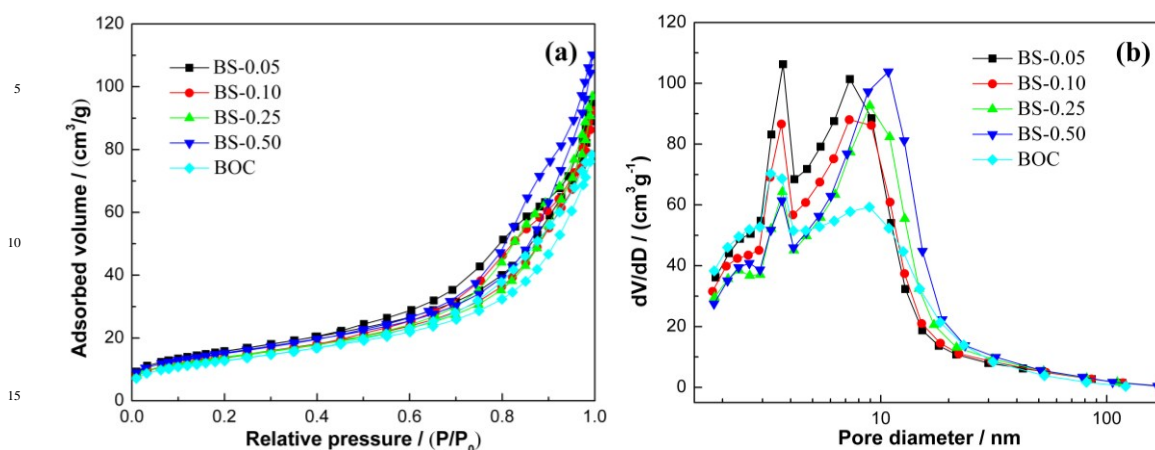 5
10
15
(a)
BS-0.05
BS-0.10
BS-0.25
BS-0.50
BOC
Adsorbed volume / (cm³/g)
120
100
80
60
40
20
0
0.0 0.2 0.4 0.6 0.8 1.0
Relative pressure / (P/P₀)
(b)
BS-0.05
BS-0.10
BS-0.25
BS-0.50
BOC
dV/dD / (cm³g⁻¹)
120
100
80
60
40
20
0
10 100
Pore diameter / nm